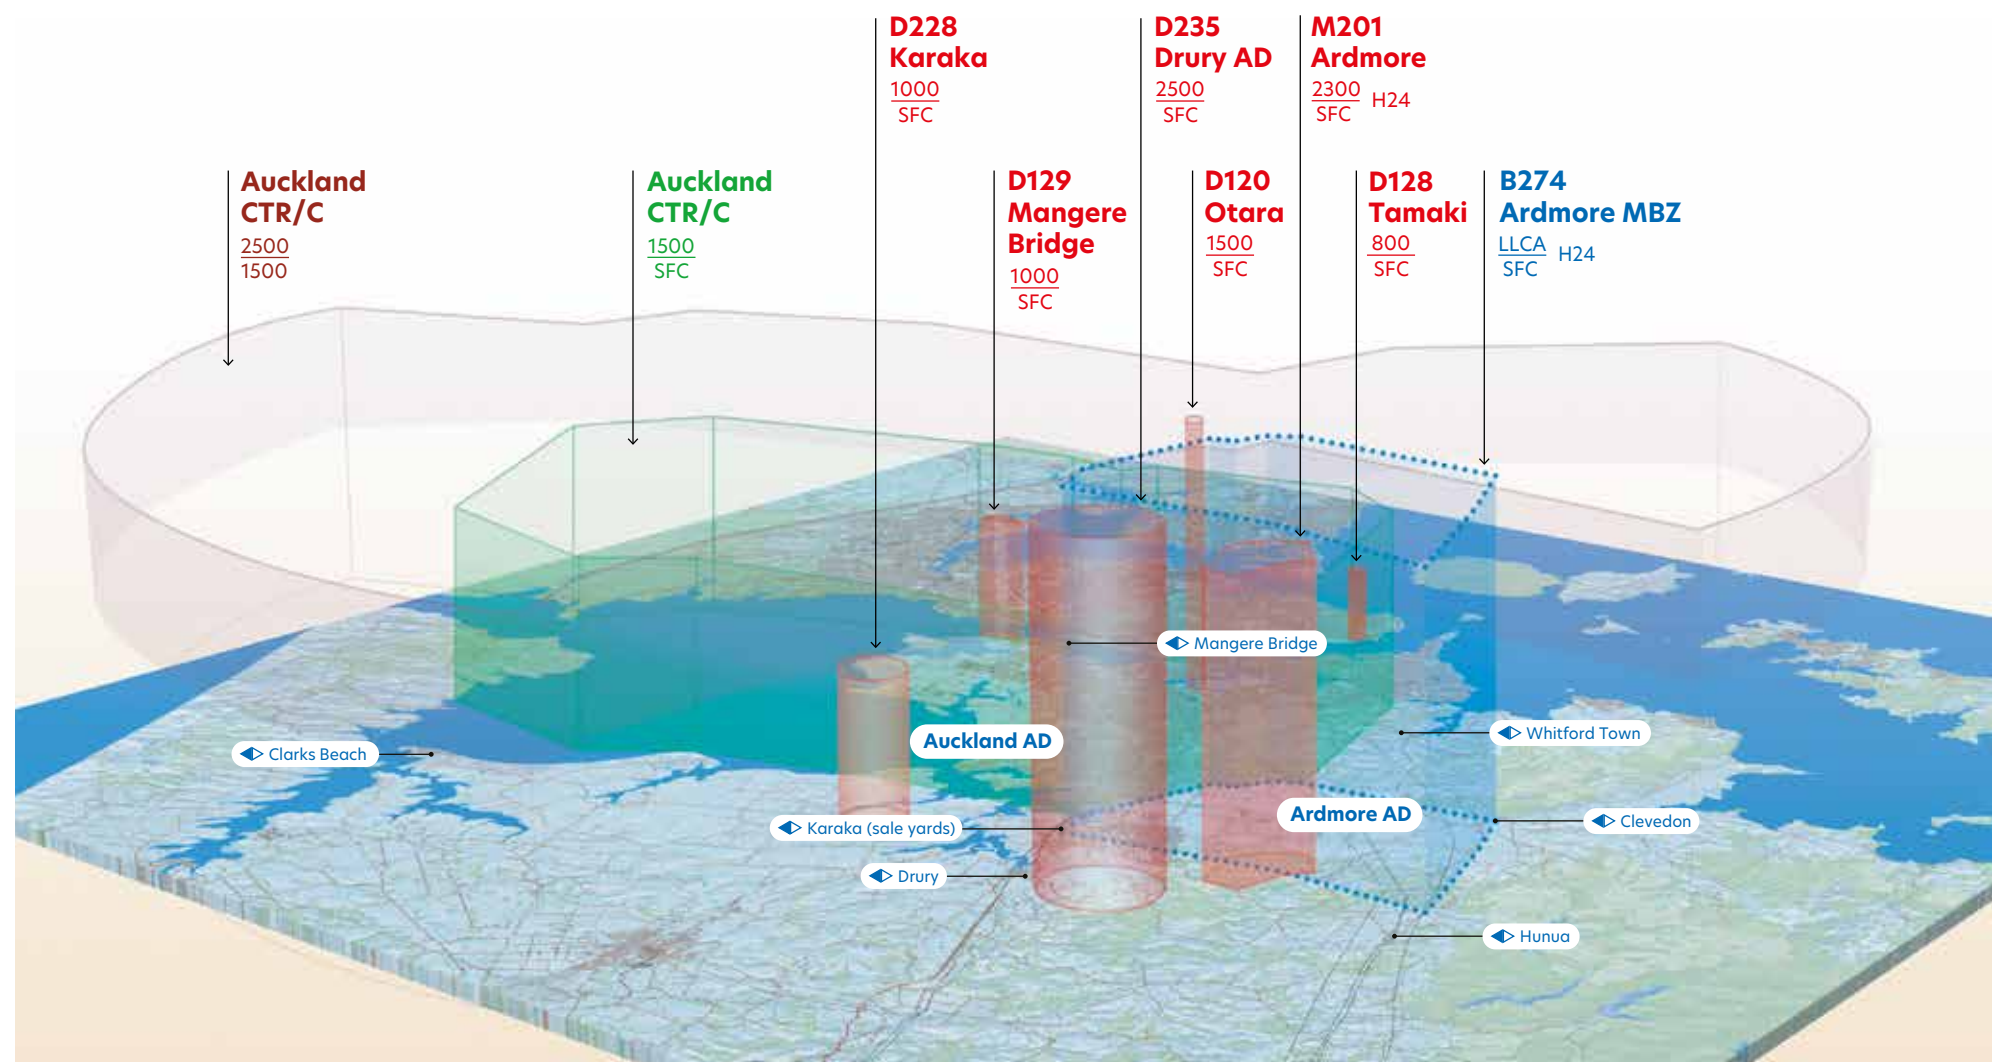 D228
Karaka
1000
SFC
D235
Drury AD
2500
SFC
M201
Ardmore
2300
SFC
H24
Auckland
CTR/C
2500
1500
Auckland
CTR/C
1500
SFC
D129
Mangere
Bridge
1000
SFC
D120
Otara
1500
SFC
D128
Tamaki
800
SFC
B274
Ardmore MBZ
LLCA
SFC
H24
Mangere Bridge
Auckland AD
Whitford Town
Clarks Beach
Ardmore AD
Clevedon
Karaka (sale yards)
Drury
Hunua